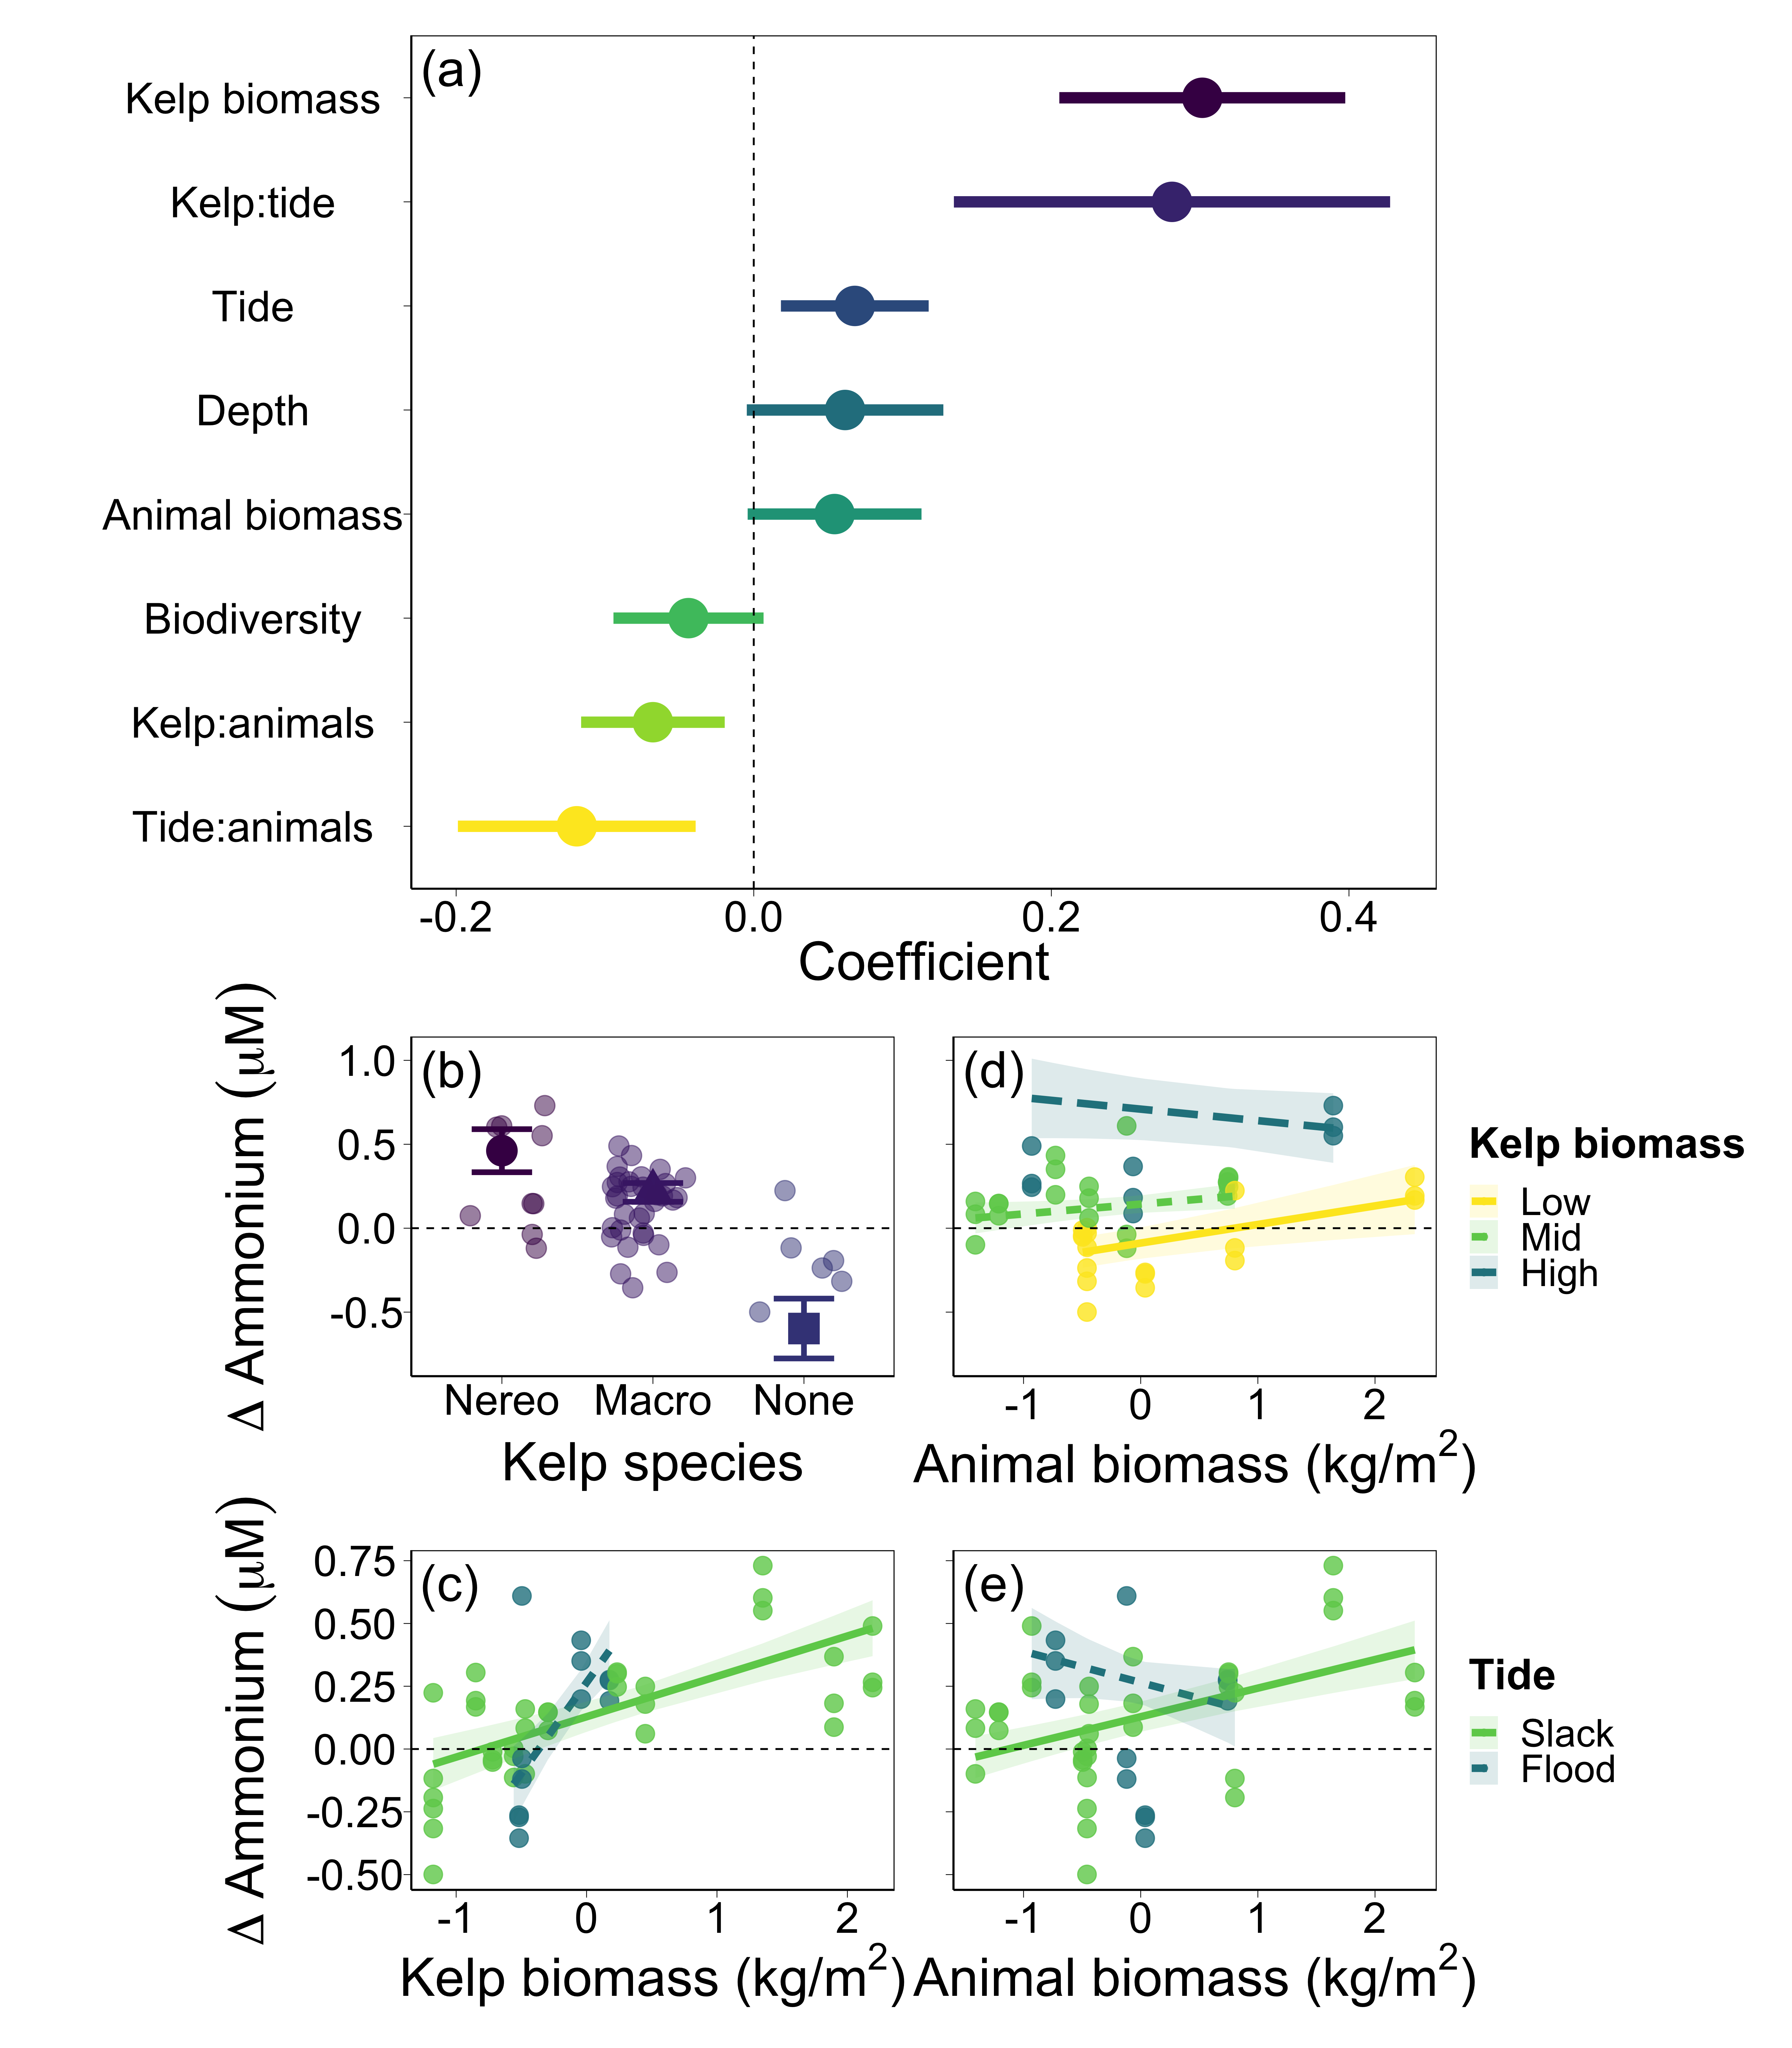 (a)
Kelp biomass
Kelp:tide
Tide
Depth
Animal biomass
Biodiversity
Kelp:animals
Tide:animals
-0.2 0.0 0.2 0.4
Coefficient
Δ Ammonium (μM)
(b)
1.0
0.5
0.0
-0.5
Nereo Macro None
Kelp species
(d)
-1 0 1 2
Animal biomass (kg/m²)
Kelp biomass
Low
Mid
High
Δ Ammonium (μM)
(c)
0.75
0.50
0.25
0.00
-0.25
-0.50
-1 0 1 2
Kelp biomass (kg/m²)
(e)
-1 0 1 2
Animal biomass (kg/m²)
Tide
Slack
Flood